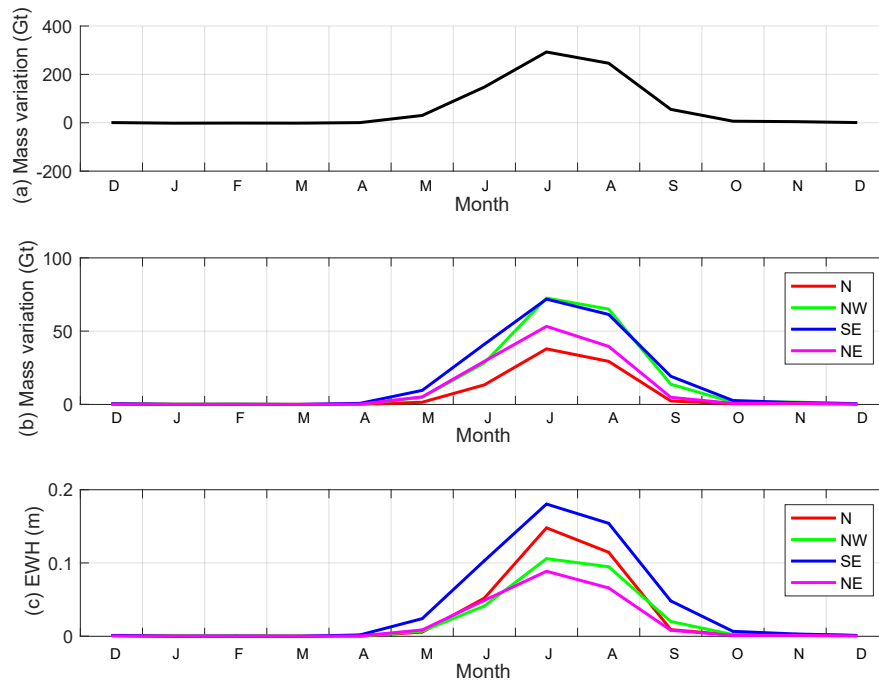 (a) Mass variation (Gt)
400
200
0
-200
D J F M A M J J A S O N D
Month
(b) Mass variation (Gt)
100
50
0
N
NW
SE
NE
D J F M A M J J A S O N D
Month
(c) EWH (m)
0.2
0.1
0
N
NW
SE
NE
D J F M A M J J A S O N D
Month